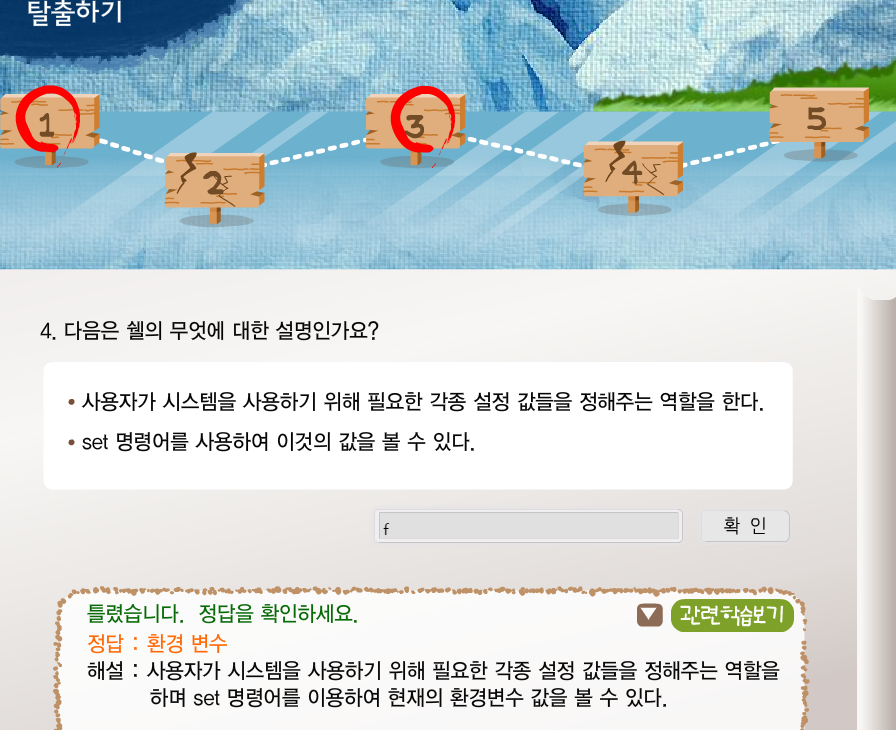 탈출하기
1
2
3
4
5
4. 다음은 쉘의 무엇에 대한 설명인가요?
• 사용자가 시스템을 사용하기 위해 필요한 각종 설정 값들을 정해주는 역할을 한다.
• set 명령어를 사용하여 이것의 값을 볼 수 있다.
f
확 인
틀렸습니다. 정답을 확인하세요.
관련학습보기
정답 : 환경 변수
해설 : 사용자가 시스템을 사용하기 위해 필요한 각종 설정 값들을 정해주는 역할을
하며 set 명령어를 이용하여 현재의 환경변수 값을 볼 수 있다.